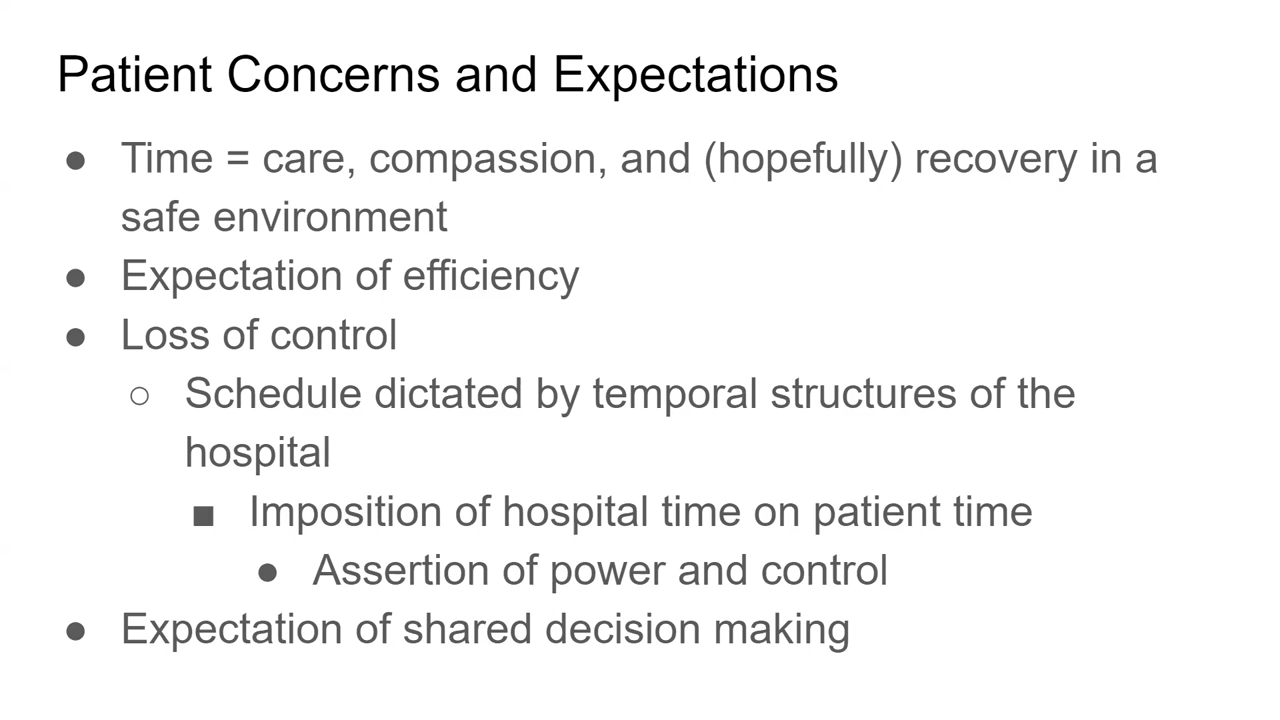 Patient Concerns and Expectations
● Time = care, compassion, and (hopefully) recovery in a
safe environment
● Expectation of efficiency
● Loss of control
○ Schedule dictated by temporal structures of the
hospital
■ Imposition of hospital time on patient time
● Assertion of power and control
● Expectation of shared decision making